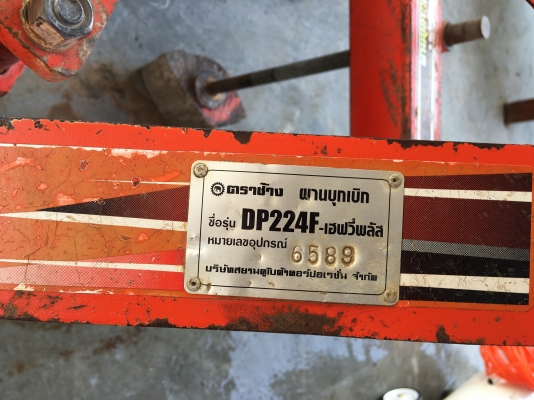 ตราช้าง ผานบุกเบิก
ชื่อรุ่น DP224F-เฮฟวี่พลัส
หมายเลขอุปกรณ์ 6589
บริษัทสยามคูโบต้าคอร์ปอเรชั่น จำกัด